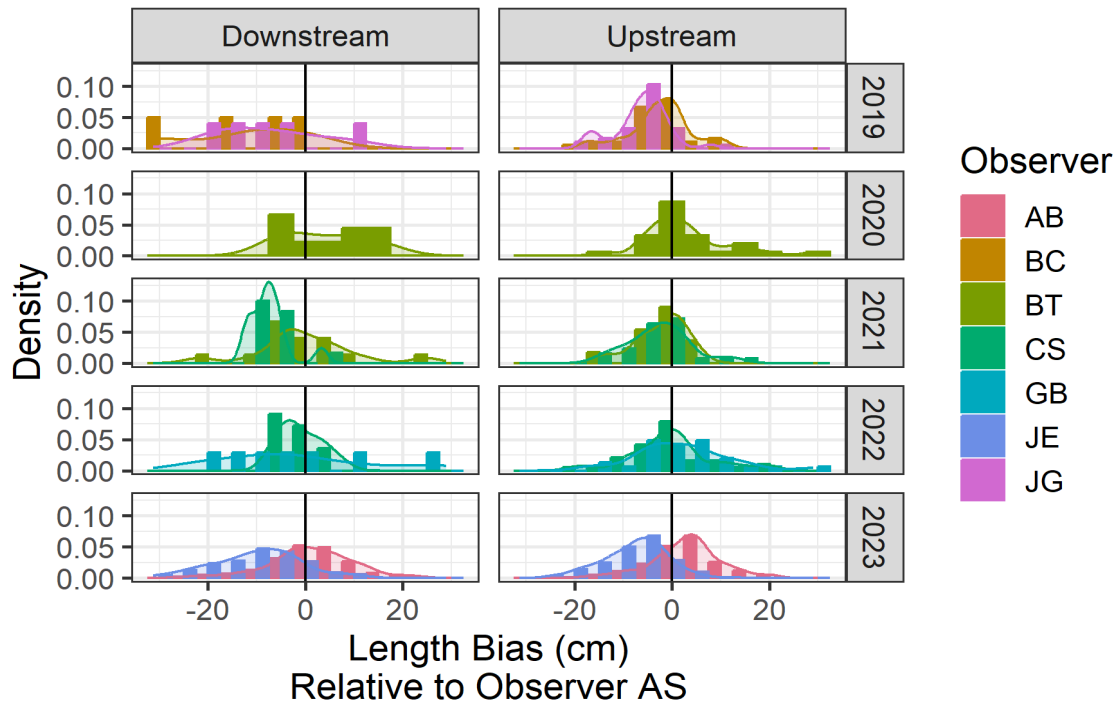 Downstream
Upstream
0.10
0.05
0.00
2019
0.10
0.05
0.00
2020
0.10
0.05
0.00
2021
0.10
0.05
0.00
2022
0.10
0.05
0.00
2023
Density
-20
0
20
-20
0
20
Length Bias (cm)
Relative to Observer AS
Observer
AB
BC
BT
CS
GB
JE
JG